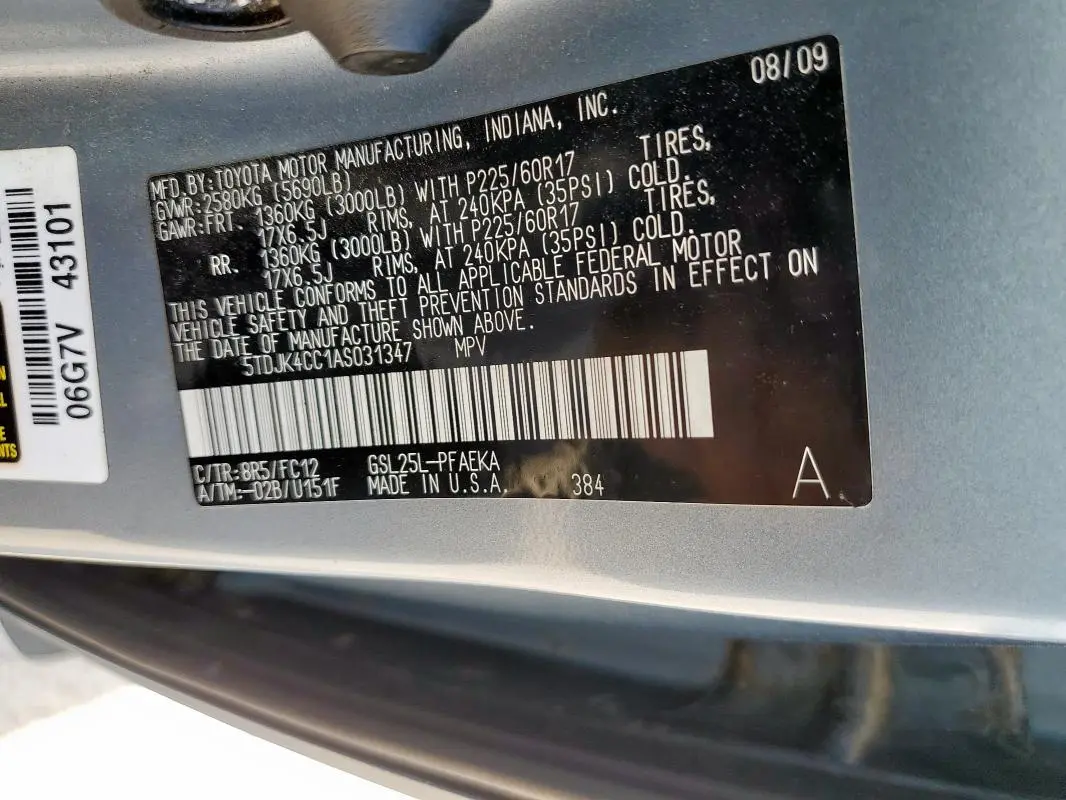 08/09
MFD.BY:TOYOTA MOTOR MANUFACTURING, INDIANA, INC.
GVWR:2580KG (5690LB)
GAWR:FRT. 1360KG (3000LB) WITH P225/60R17 TIRES,
17X6.5J RIMS, AT 240KPA (35PSI) COLD.
RR. 1360KG (3000LB) WITH P225/60R17 TIRES,
17X6.5J RIMS, AT 240KPA (35PSI) COLD.
THIS VEHICLE CONFORMS TO ALL APPLICABLE FEDERAL MOTOR
VEHICLE SAFETY AND THEFT PREVENTION STANDARDS IN EFFECT ON
THE DATE OF MANUFACTURE SHOWN ABOVE.
5TDJK4CC1AS031347 MPV
C/TR:8R5/FC12 GSL25L-PFAEKA
A/TM:-02B/U151F MADE IN U.S.A. 384
A
06G7V 43101